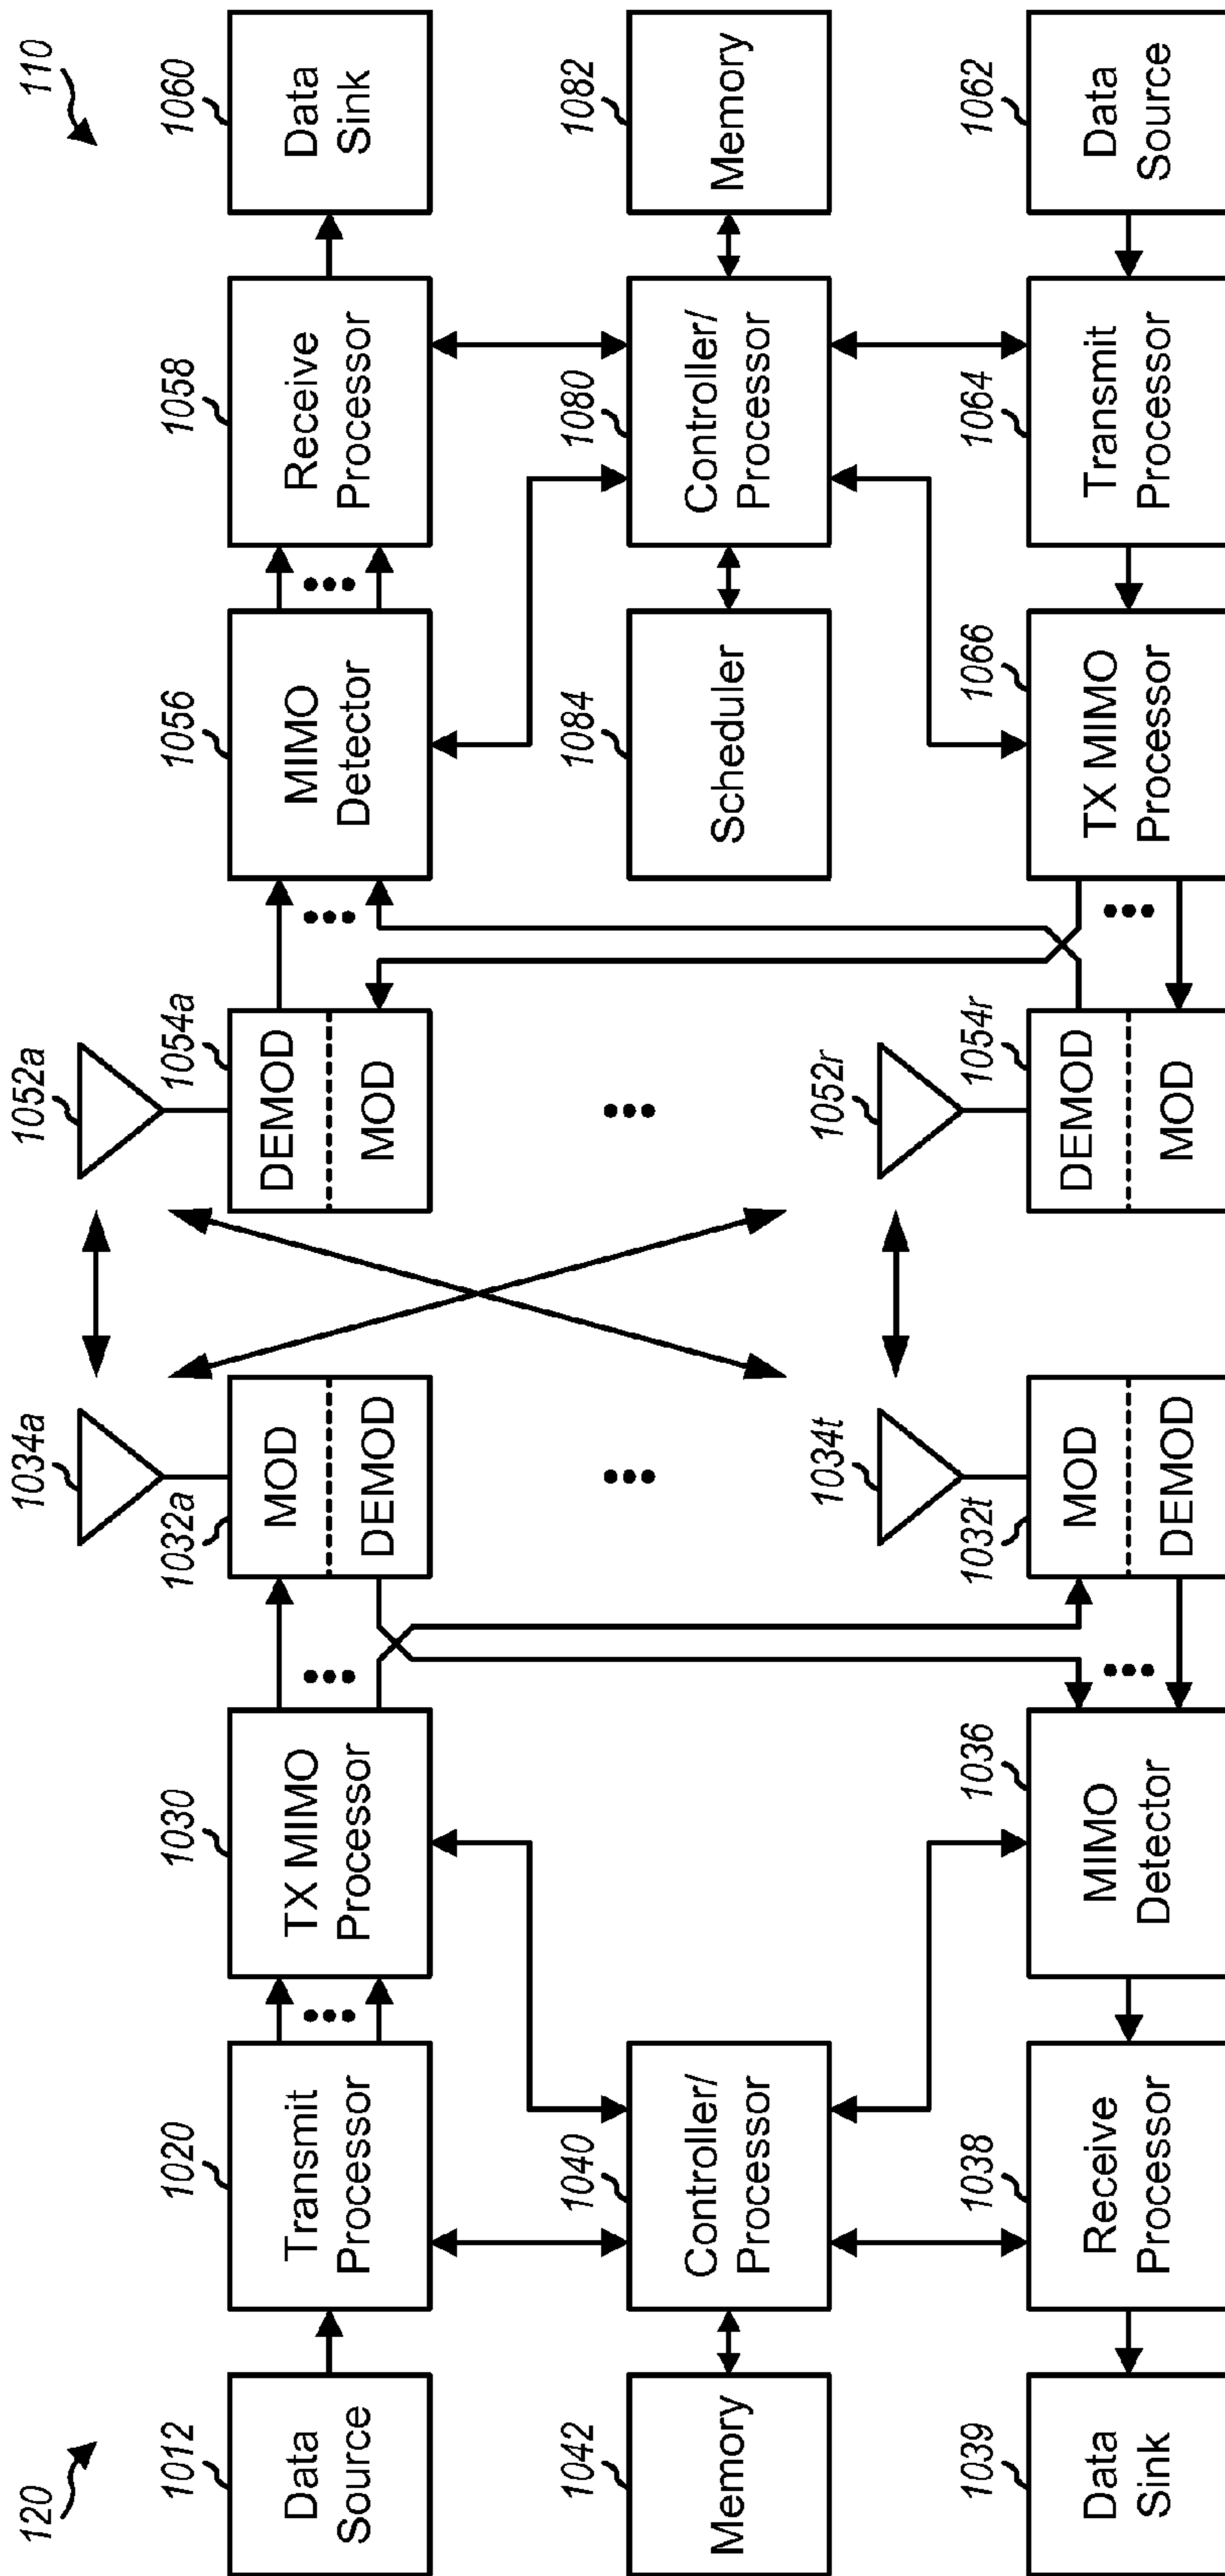 120
110
1034a
1052a
1012
1020
1030
1032a
1054a
1056
1058
1060
Data
Source
Transmit
Processor
TX MIMO
Processor
MOD
DEMOD
DEMOD
MOD
MIMO
Detector
Receive
Processor
Data
Sink
1042
1040
1084
1080
1082
Memory
Controller/
Processor
Scheduler
Controller/
Processor
Memory
1034t
1052r
1039
1038
1036
1032t
1054r
1066
1064
1062
Data
Sink
Receive
Processor
MIMO
Detector
MOD
DEMOD
DEMOD
MOD
TX MIMO
Processor
Transmit
Processor
Data
Source